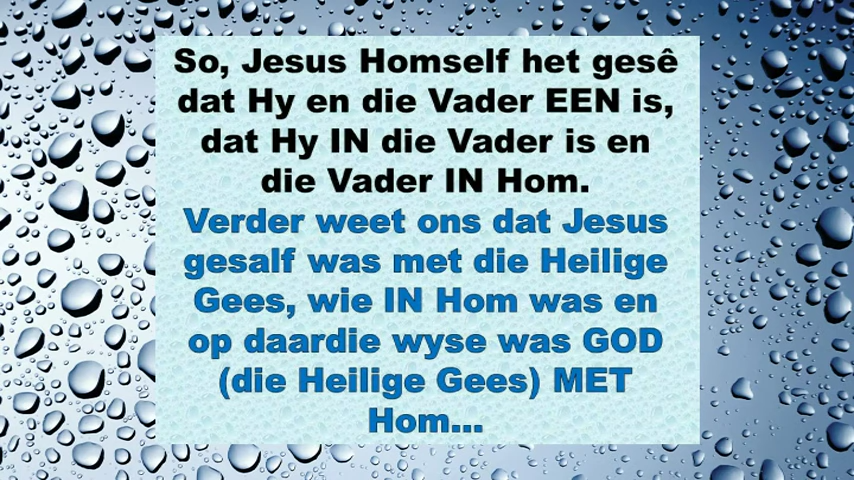 So, Jesus Homself het gesê
dat Hy en die Vader EEN is,
dat Hy IN die Vader is en
die Vader IN Hom.
Verder weet ons dat Jesus
gesalf was met die Heilige
Gees, wie IN Hom was en
op daardie wyse was GOD
(die Heilige Gees) MET
Hom...